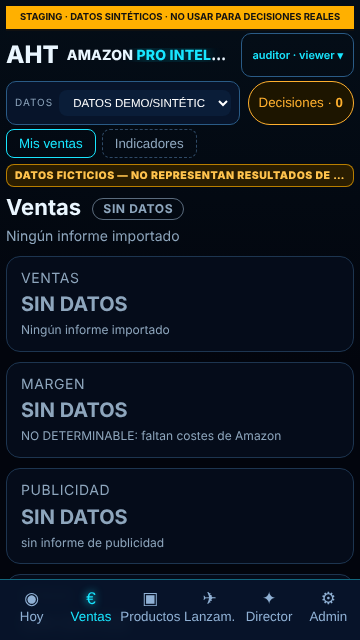 STAGING · DATOS SINTÉTICOS · NO USAR PARA DECISIONES REALES
AHT AMAZON PRO INTEL... auditor · viewer ▾
DATOS DATOS DEMO/SINTÉTIC Decisiones · 0
Mis ventas Indicadores
DATOS FICTICIOS — NO REPRESENTAN RESULTADOS DE ...
Ventas SIN DATOS
Ningún informe importado
VENTAS
SIN DATOS
Ningún informe importado
MARGEN
SIN DATOS
NO DETERMINABLE: faltan costes de Amazon
PUBLICIDAD
SIN DATOS
sin informe de publicidad
Hoy Ventas Productos Lanzam. Director Admin